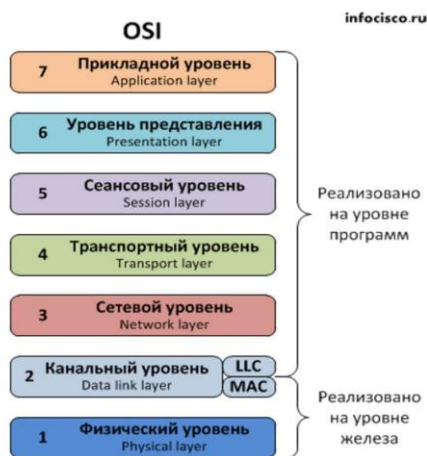 infocisco.ru
OSI
7 Прикладной уровень
Application layer
6 Уровень представления
Presentation layer
5 Сеансовый уровень
Session layer
4 Транспортный уровень
Transport layer
3 Сетевой уровень
Network layer
2 Канальный уровень
Data link layer
LLC
MAC
1 Физический уровень
Physical layer
Реализовано
на уровне
программ
Реализовано
на уровне
железа